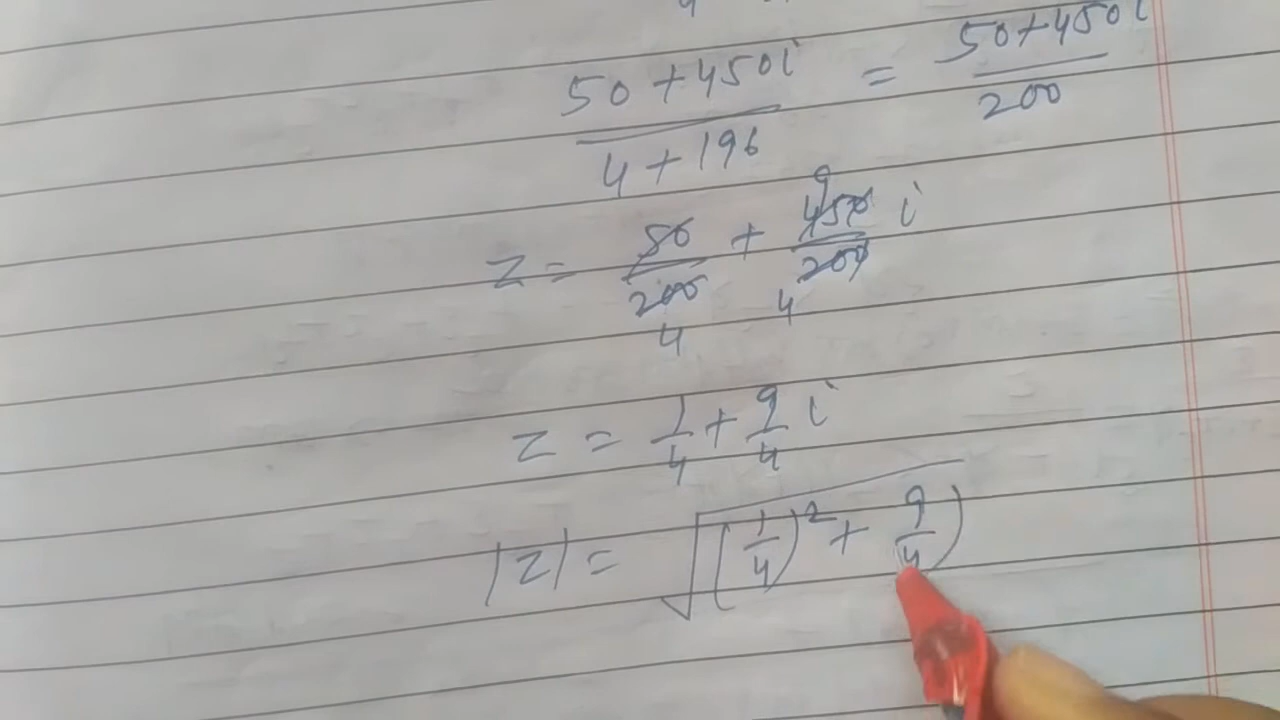 50 + 450i / 4 + 196 = 50 + 450i / 200
z = 50/200 4 + 9 450/200 4 i
z = 1/4 + 9/4 i
|z| = √(1/4)² + 9/4)